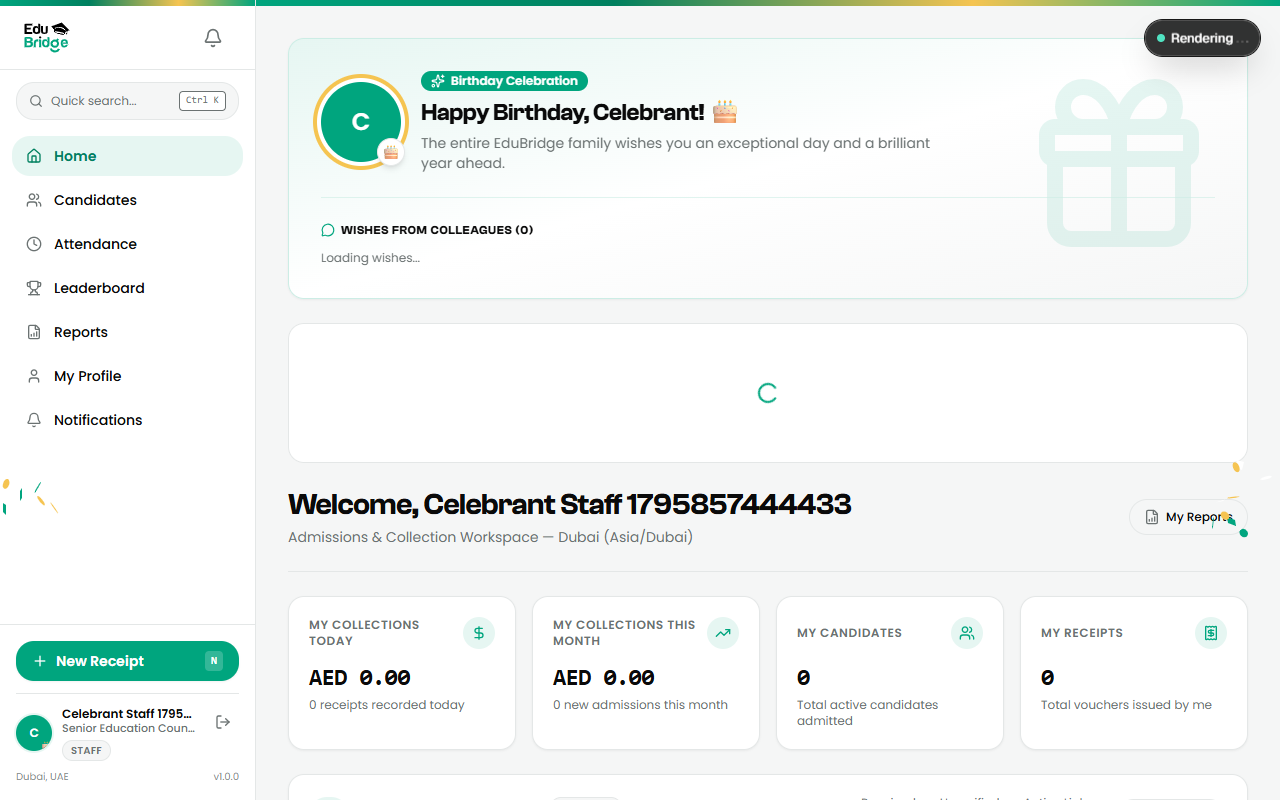 Edu
Bridge
Quick search...
Ctrl K
Home
Candidates
Attendance
Leaderboard
Reports
My Profile
Notifications
New Receipt
N
C
Celebrant Staff 1795...
Senior Education Coun...
STAFF
Dubai, UAE
v1.0.0
Rendering ...
C
Birthday Celebration
Happy Birthday, Celebrant! 🎂
The entire EduBridge family wishes you an exceptional day and a brilliant
year ahead.
WISHES FROM COLLEAGUES (0)
Loading wishes...
Welcome, Celebrant Staff 1795857444433
Admissions & Collection Workspace — Dubai (Asia/Dubai)
My Reports
MY COLLECTIONS
TODAY
AED 0.00
0 receipts recorded today
MY COLLECTIONS THIS
MONTH
AED 0.00
0 new admissions this month
MY CANDIDATES
0
Total active candidates
admitted
MY RECEIPTS
0
Total vouchers issued by me